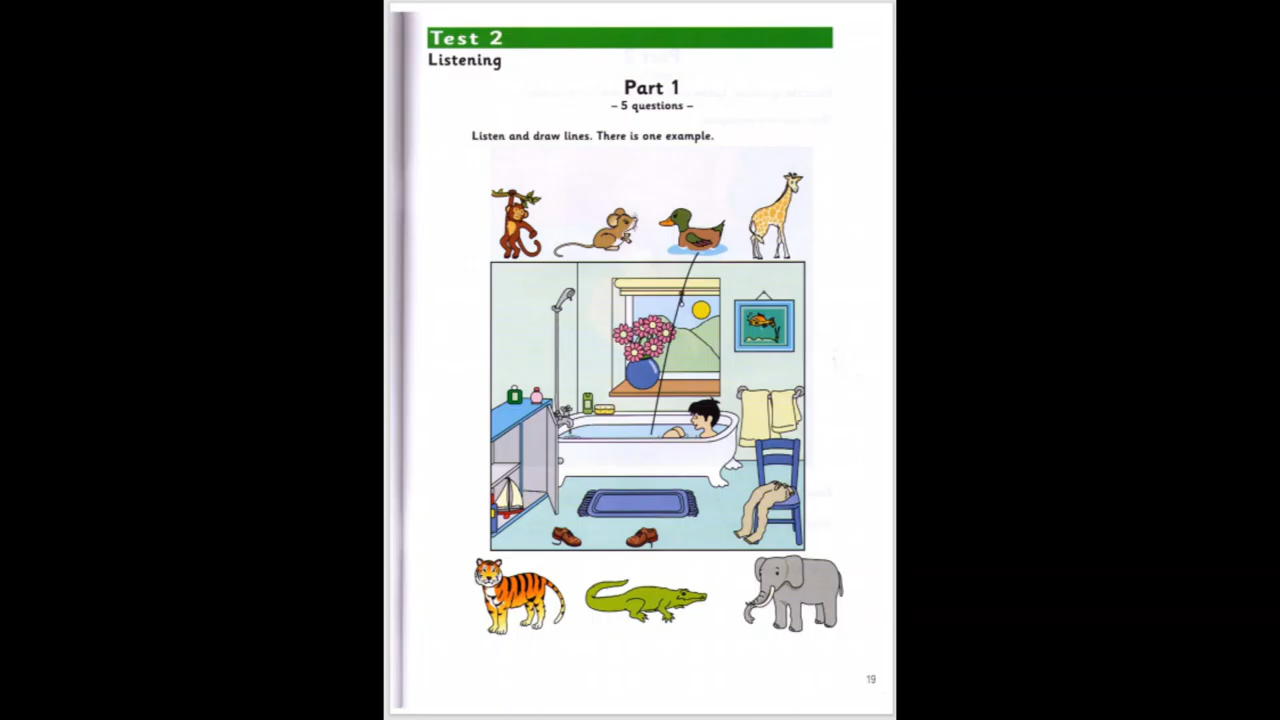 Test 2
Listening
Part 1
– 5 questions –
Listen and draw lines. There is one example.
19